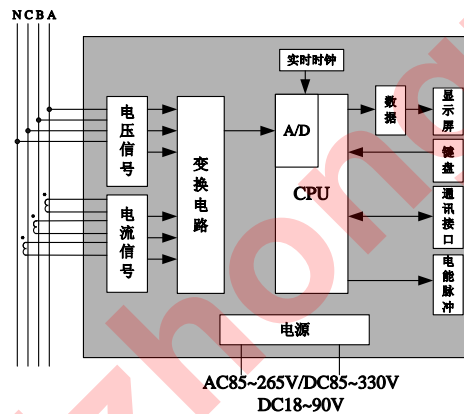 N C B A
实时时钟
电压信号
变换电路
A/D
CPU
数据
显示屏
键盘
通讯接口
电流信号
电能脉冲
电源
AC85~265V/DC85~330V
DC18~90V